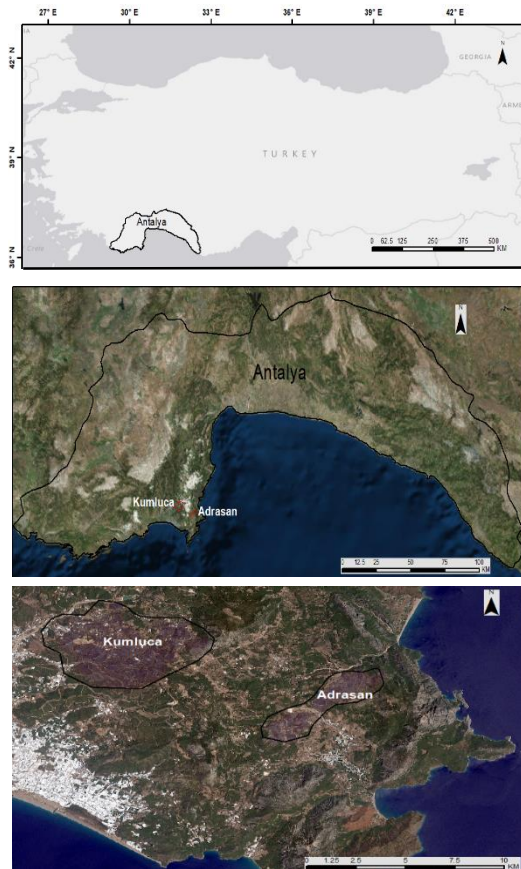 27° E 30° E 33° E 36° E 39° E 42° E
N
GEORGIA
42° N
ARME
39° N
TURKEY
Antalya
36° N
0 62.5 125 250 375 500
KM
N
Antalya
Kumluca
Adrasan
0 12.5 25 50 75 100
KM
N
Kumluca
Adrasan
0 1.25 2.5 5 7.5 10
KM